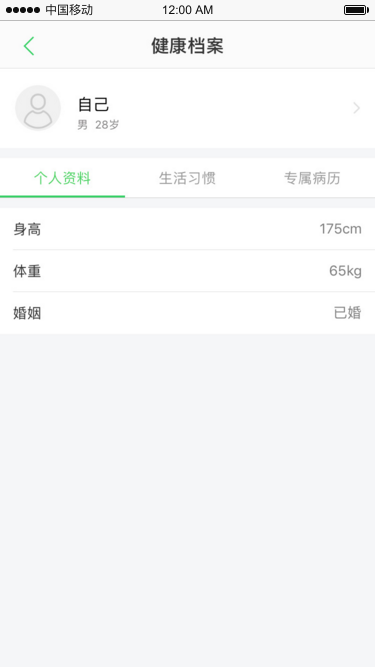 中国移动 12:00 AM
健康档案
自己
男 28岁
个人资料 生活习惯 专属病历
身高 175cm
体重 65kg
婚姻 已婚